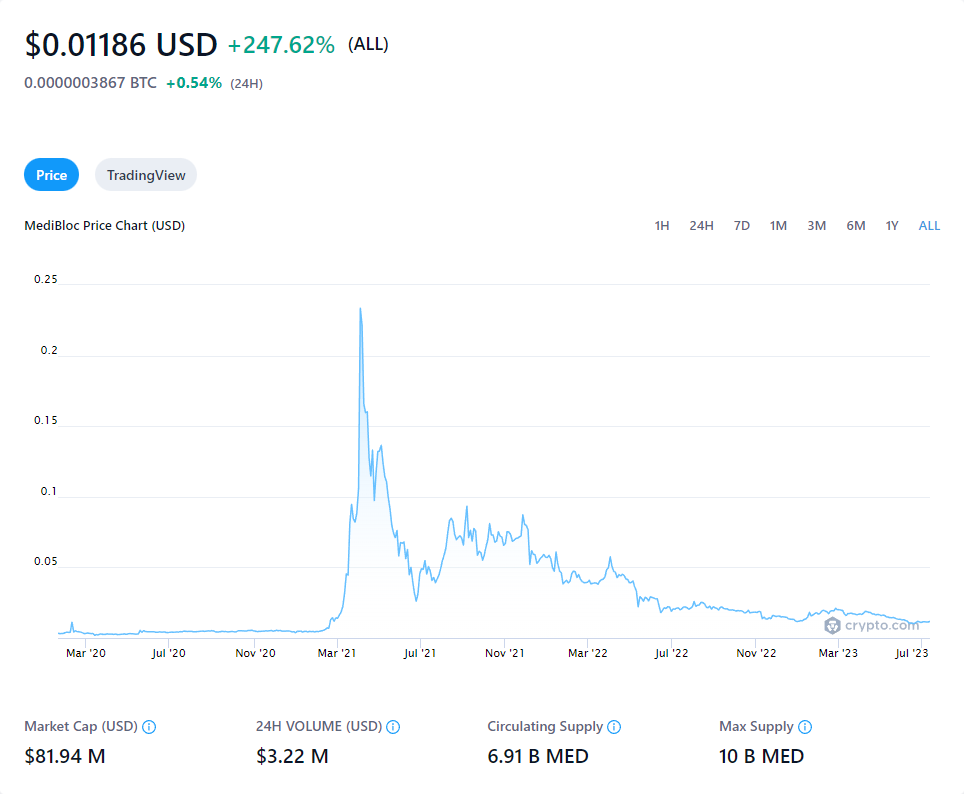 $0.01186 USD +247.62% (ALL)
0.0000003867 BTC +0.54% (24H)
Price TradingView
MediBloc Price Chart (USD) 1H 24H 7D 1M 3M 6M 1Y ALL
0.25
0.2
0.15
0.1
0.05
crypto.com
Mar '20 Jul '20 Nov '20 Mar '21 Jul '21 Nov '21 Mar '22 Jul '22 Nov '22 Mar '23 Jul '23
Market Cap (USD) 24H VOLUME (USD) Circulating Supply Max Supply
$81.94 M $3.22 M 6.91 B MED 10 B MED